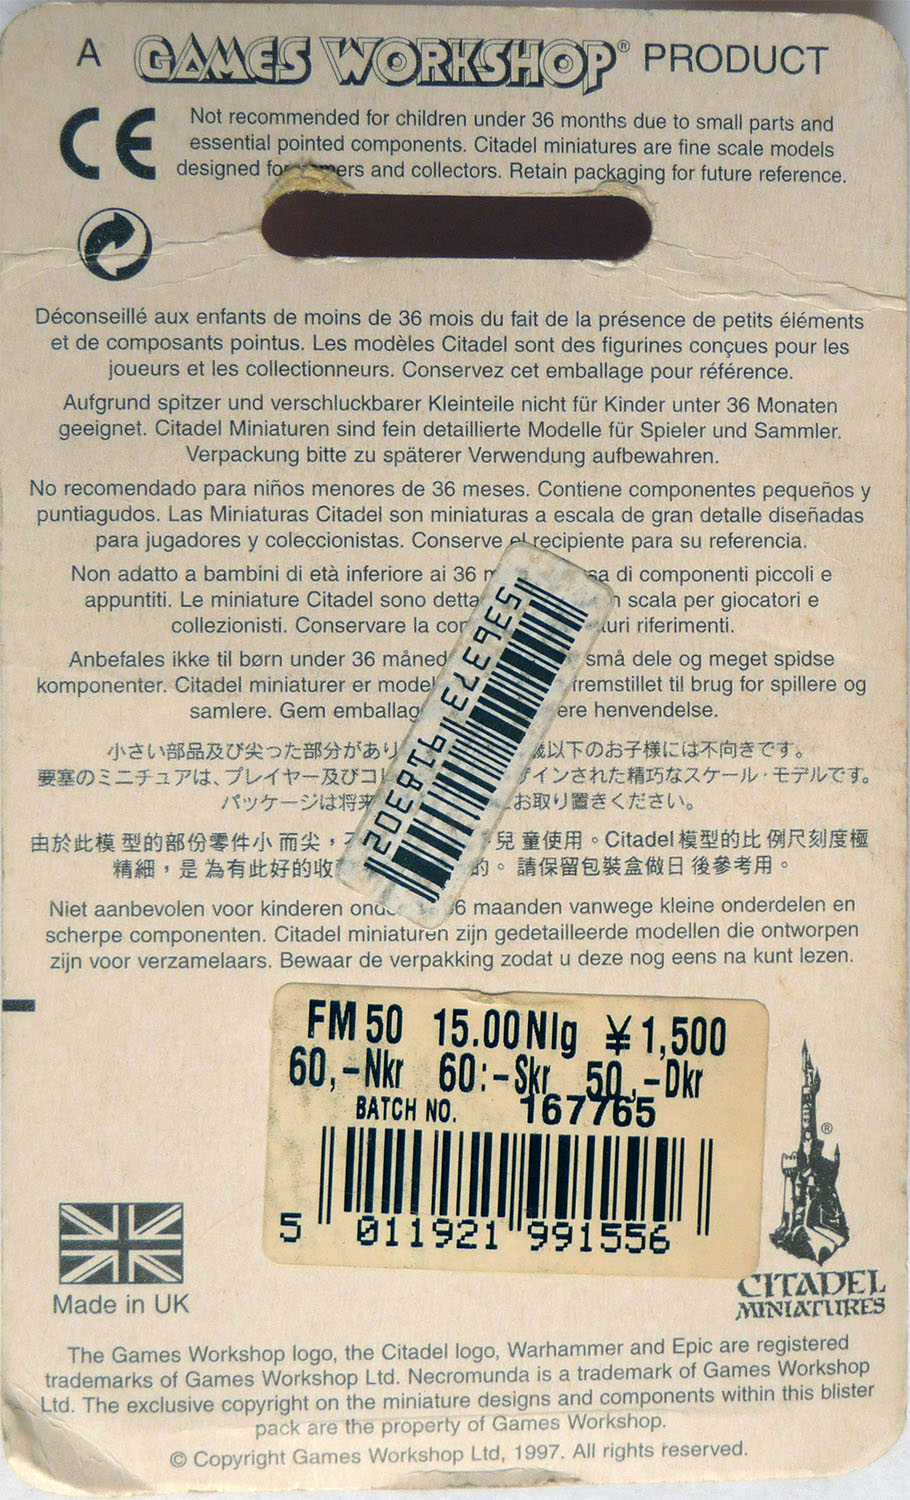 A GAMES WORKSHOP® PRODUCT
CE
Not recommended for children under 36 months due to small parts and
essential pointed components. Citadel miniatures are fine scale models
designed for gamers and collectors. Retain packaging for future reference.
Déconseillé aux enfants de moins de 36 mois du fait de la présence de petits éléments
et de composants pointus. Les modèles Citadel sont des figurines conçues pour les
joueurs et les collectionneurs. Conservez cet emballage pour référence.
Aufgrund spitzer und verschluckbarer Kleinteile nicht für Kinder unter 36 Monaten
geeignet. Citadel Miniaturen sind fein detaillierte Modelle für Spieler und Sammler.
Verpackung bitte zu späterer Verwendung aufbewahren.
No recomendado para niños menores de 36 meses. Contiene componentes pequeños y
puntiagudos. Las Miniaturas Citadel son miniaturas a escala de gran detalle diseñadas
para jugadores y coleccionistas. Conserve el recipiente para su referencia.
Non adatto a bambini di età inferiore ai 36 di componenti piccoli e
appuntiti. Le miniature Citadel sono scala per giocatori e
collezionisti. Conservare la riferimenti.
Anbefales ikke til børn under 36 små dele og meget spidse
komponenter. Citadel miniaturer er fremstillet til brug for spillere og
samlere. Gem henvendelse.
小さい部品及び尖った部分があり 以下のお子様には不向きです。
要塞のミニチュアは、プレイヤー及びコ インされた精巧なスケール・モデルです。
パッケージは将来 お取り置きください。
由於此模 型的部份零件小 而尖， 兒 童使用。Citadel 模型的比 例尺刻度極
精細，是 為有此好的收 的。 請保留包裝盒做日 後參考用。
Niet aanbevolen voor kinderen 36 maanden vanwege kleine onderdelen en
scherpe componenten. Citadel miniaturen zijn gedetailleerde modellen die ontworpen
zijn voor verzamelaars. Bewaar de verpakking zodat u deze nog eens na kunt lezen.
FM 50 15.00Nlg ¥1,500
60,-Nkr 60:-Skr 50,-Dkr
BATCH NO. 167765
5 011921 991556
®
CITADEL
MINIATURES
Made in UK
The Games Workshop logo, the Citadel logo, Warhammer and Epic are registered
trademarks of Games Workshop Ltd. Necromunda is a trademark of Games Workshop
Ltd. The exclusive copyright on the miniature designs and components within this blister
pack are the property of Games Workshop.
© Copyright Games Workshop Ltd, 1997. All rights reserved.